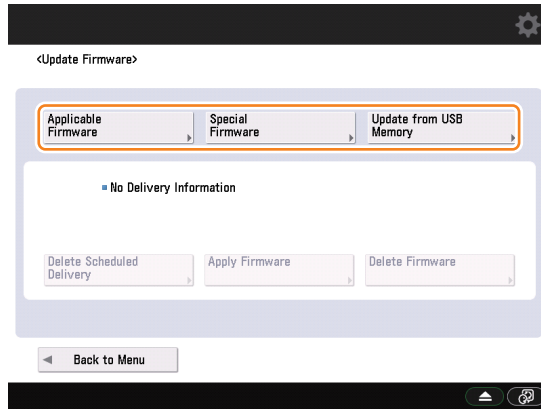 <Update Firmware>
Applicable
Firmware
Special
Firmware
Update from USB
Memory
No Delivery Information
Delete Scheduled
Delivery
Apply Firmware
Delete Firmware
Back to Menu